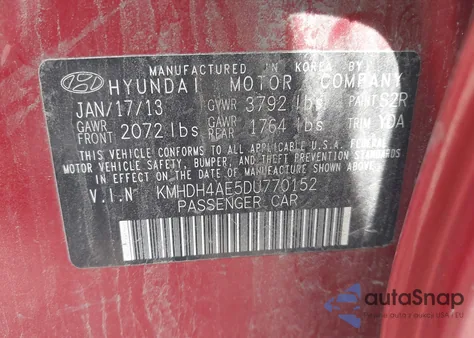 MANUFACTURED IN KOREA BY
HYUNDAI MOTOR COMPANY
JAN/17/13 GVWR 3792 lbs. PAINT S2R
GAWR FRONT 2072 lbs GAWR REAR 1764 lbs TRIM YDA
THIS VEHICLE CONFORMS TO ALL APPLICABLE U.S.A. FEDERAL
MOTOR VEHICLE SAFETY, BUMPER, AND THEFT PREVENTION STANDARDS
IN EFFECT ON THE DATE OF MANUFACTURE SHOWN ABOVE.
V.I.N KMHDH4AE5DU770152
PASSENGER CAR
autoSnap